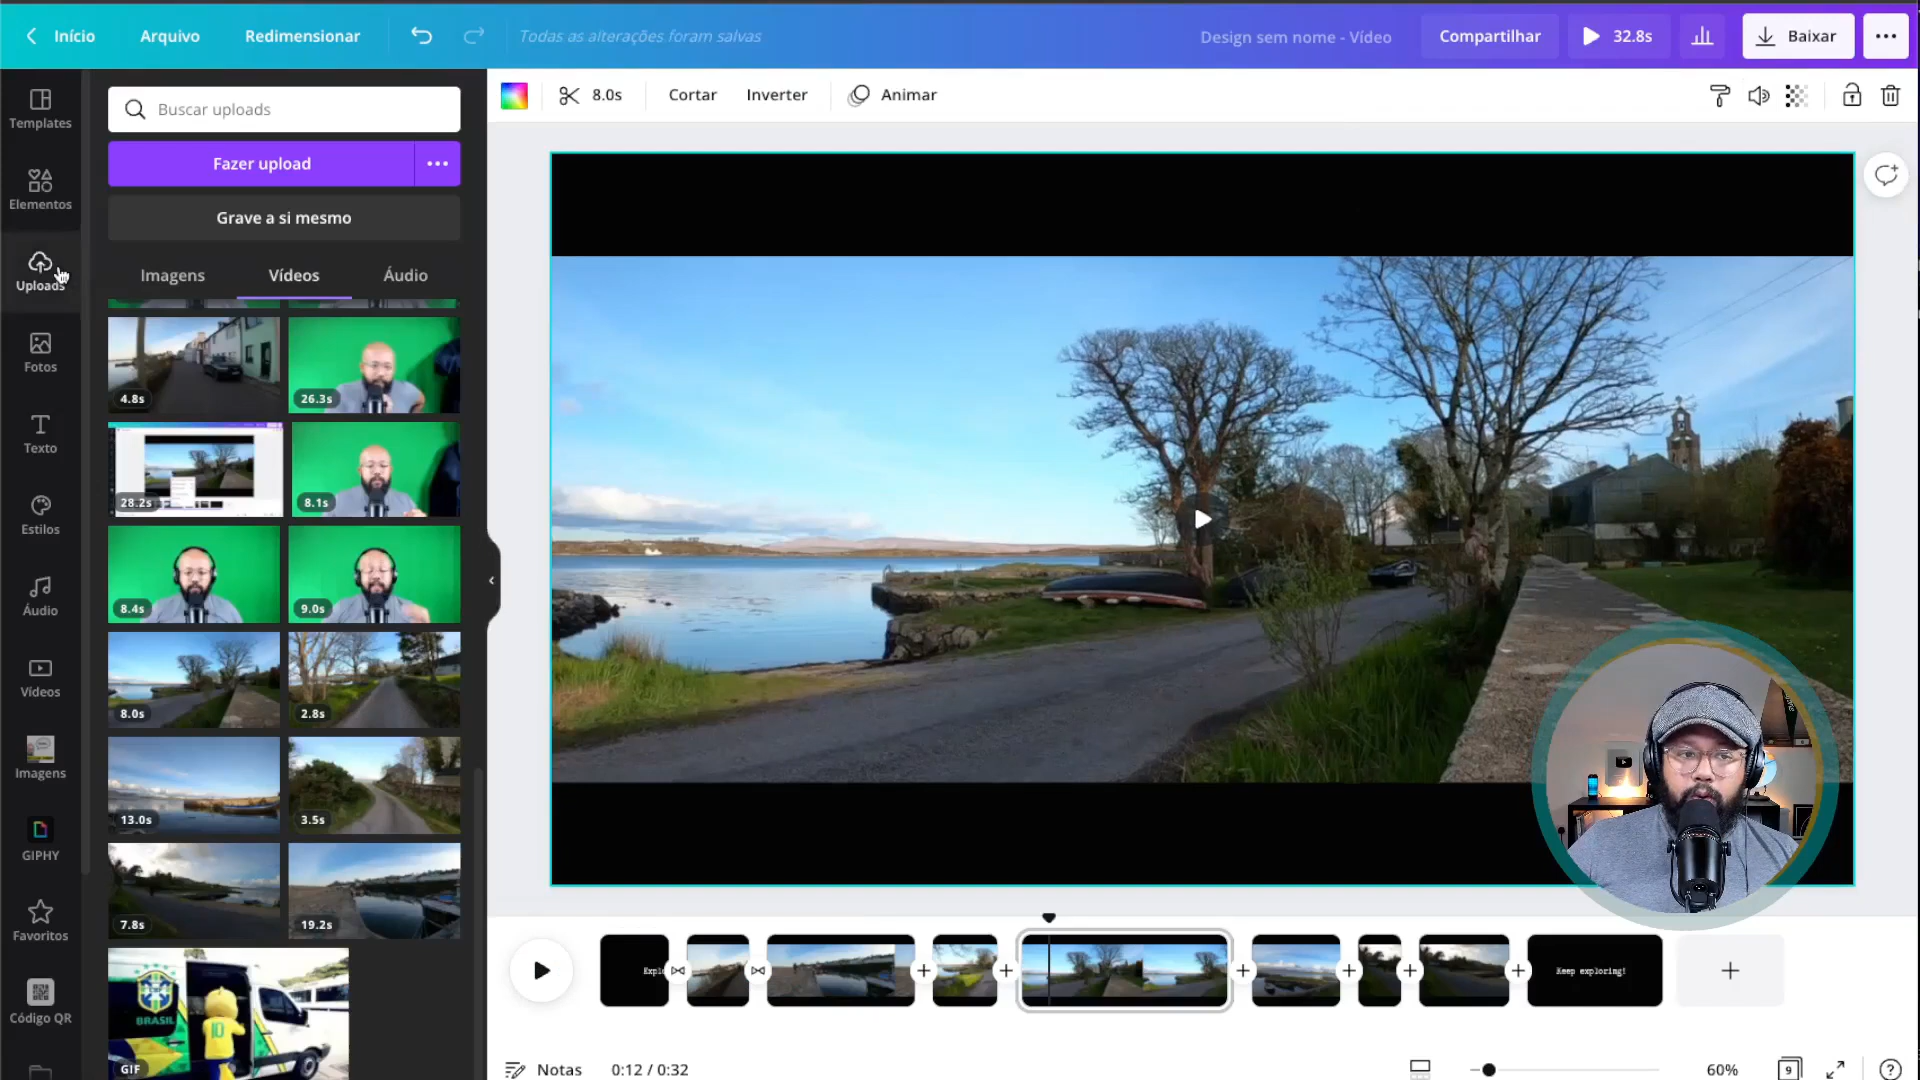 Início
Arquivo
Redimensionar
Todas as alterações foram salvas
Design sem nome - Vídeo
Compartilhar
32.8s
Baixar
Templates
Elementos
Uploads
Fotos
Texto
Estilos
Áudio
Vídeos
Imagens
GIPHY
Favoritos
Código QR
Buscar uploads
Fazer upload
Grave a si mesmo
Imagens
Vídeos
Áudio
4.8s
26.3s
28.2s
8.1s
8.4s
9.0s
8.0s
2.8s
13.0s
3.5s
7.8s
19.2s
BRASIL
10
GIF
8.0s
Cortar
Inverter
Animar
Expl
Keep exploring!
Notas
0:12 / 0:32
60%
9